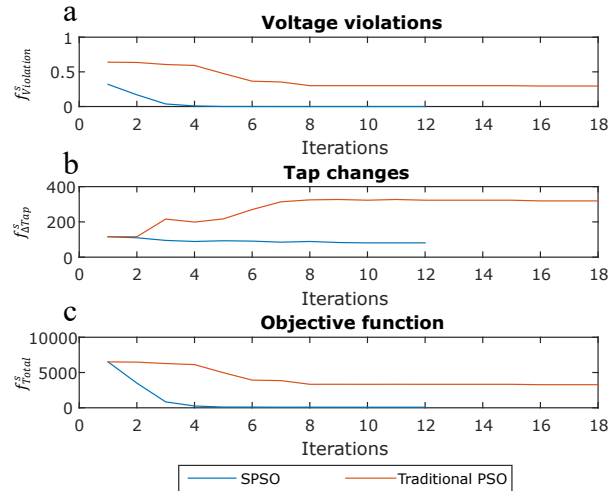 a
Voltage violations
1
0.5
0
f^s_Violation
0 2 4 6 8 10 12 14 16 18
Iterations
b
Tap changes
400
200
0
f^s_ΔTap
0 2 4 6 8 10 12 14 16 18
Iterations
c
Objective function
10000
5000
0
f^s_Total
0 2 4 6 8 10 12 14 16 18
Iterations
SPSO Traditional PSO